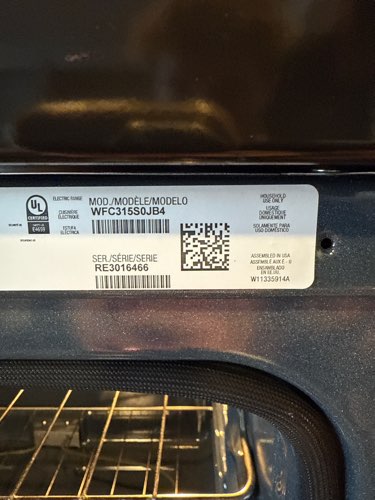 UL
CERTIFIED
ELECTRIC RANGE
CUISINIÈRE
ÉLECTRIQUE
ESTUFA
ELÉCTRICA
MOD./MODÈLE/MODELO
WFC315S0JB4
SER./SÉRIE/SERIE
RE3016466
HOUSEHOLD
USE ONLY
USAGE
DOMESTIQUE
UNIQUEMENT
SOLAMENTE PARA
USO DOMÉSTICO
ASSEMBLED IN USA
ASSEMBLÉ AUX É.-U
ENSAMBLADO
EN EE.UU.
W11335914A